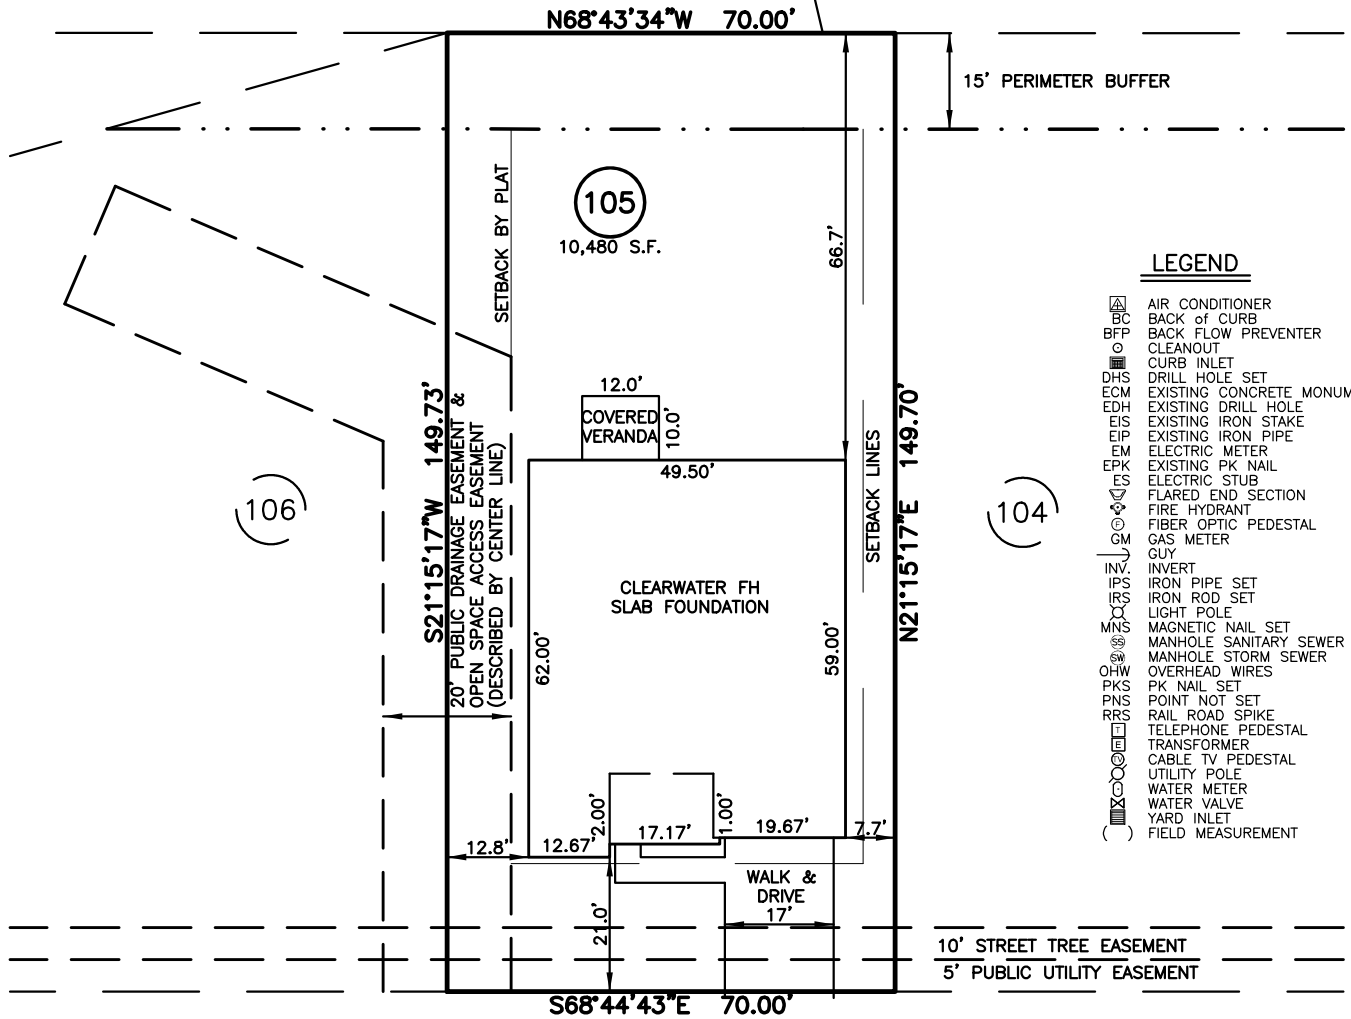 N68°43'34"W 70.00'
15' PERIMETER BUFFER
SETBACK BY PLAT
105
10,480 S.F.
66.7'
12.0'
COVERED
VERANDA
10.0'
49.50'
S21°15'17"W 149.73'
20' PUBLIC DRAINAGE EASEMENT &
OPEN SPACE ACCESS EASEMENT
(DESCRIBED BY CENTER LINE)
106
CLEARWATER FH
SLAB FOUNDATION
62.00'
59.00'
SETBACK LINES
N21°15'17"E 149.70'
104
2.00'
1.00'
12.8'
12.67'
17.17'
19.67'
7.7'
WALK &
DRIVE
17'
21.0'
10' STREET TREE EASEMENT
5' PUBLIC UTILITY EASEMENT
S68°44'43"E 70.00'
LEGEND
AIR CONDITIONER
BC BACK of CURB
BFP BACK FLOW PREVENTER
CLEANOUT
CURB INLET
DHS DRILL HOLE SET
ECM EXISTING CONCRETE MONUM
EDH EXISTING DRILL HOLE
EIS EXISTING IRON STAKE
EIP EXISTING IRON PIPE
EM ELECTRIC METER
EPK EXISTING PK NAIL
ES ELECTRIC STUB
FLARED END SECTION
FIRE HYDRANT
F FIBER OPTIC PEDESTAL
GM GAS METER
GUY
INV. INVERT
IPS IRON PIPE SET
IRS IRON ROD SET
LIGHT POLE
MNS MAGNETIC NAIL SET
SS MANHOLE SANITARY SEWER
SW MANHOLE STORM SEWER
OHW OVERHEAD WIRES
PKS PK NAIL SET
PNS POINT NOT SET
RRS RAIL ROAD SPIKE
T TELEPHONE PEDESTAL
E TRANSFORMER
TV CABLE TV PEDESTAL
UTILITY POLE
WATER METER
WATER VALVE
YARD INLET
( ) FIELD MEASUREMENT